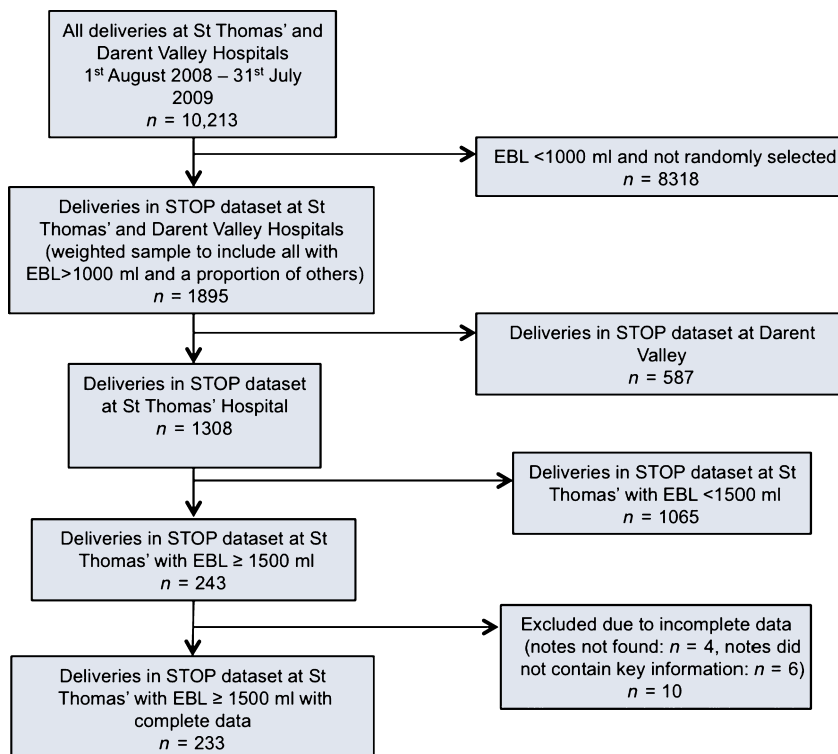 All deliveries at St Thomas’ and
Darent Valley Hospitals
1st August 2008 – 31st July
2009
n = 10,213
EBL <1000 ml and not randomly selected
n = 8318
Deliveries in STOP dataset at St
Thomas’ and Darent Valley Hospitals
(weighted sample to include all with
EBL>1000 ml and a proportion of others)
n = 1895
Deliveries in STOP dataset at Darent
Valley
n = 587
Deliveries in STOP dataset
at St Thomas’ Hospital
n = 1308
Deliveries in STOP dataset at St
Thomas’ with EBL <1500 ml
n = 1065
Deliveries in STOP dataset at St
Thomas’ with EBL ≥ 1500 ml
n = 243
Excluded due to incomplete data
(notes not found: n = 4, notes did
not contain key information: n = 6)
n = 10
Deliveries in STOP dataset at St
Thomas’ with EBL ≥ 1500 ml with
complete data
n = 233